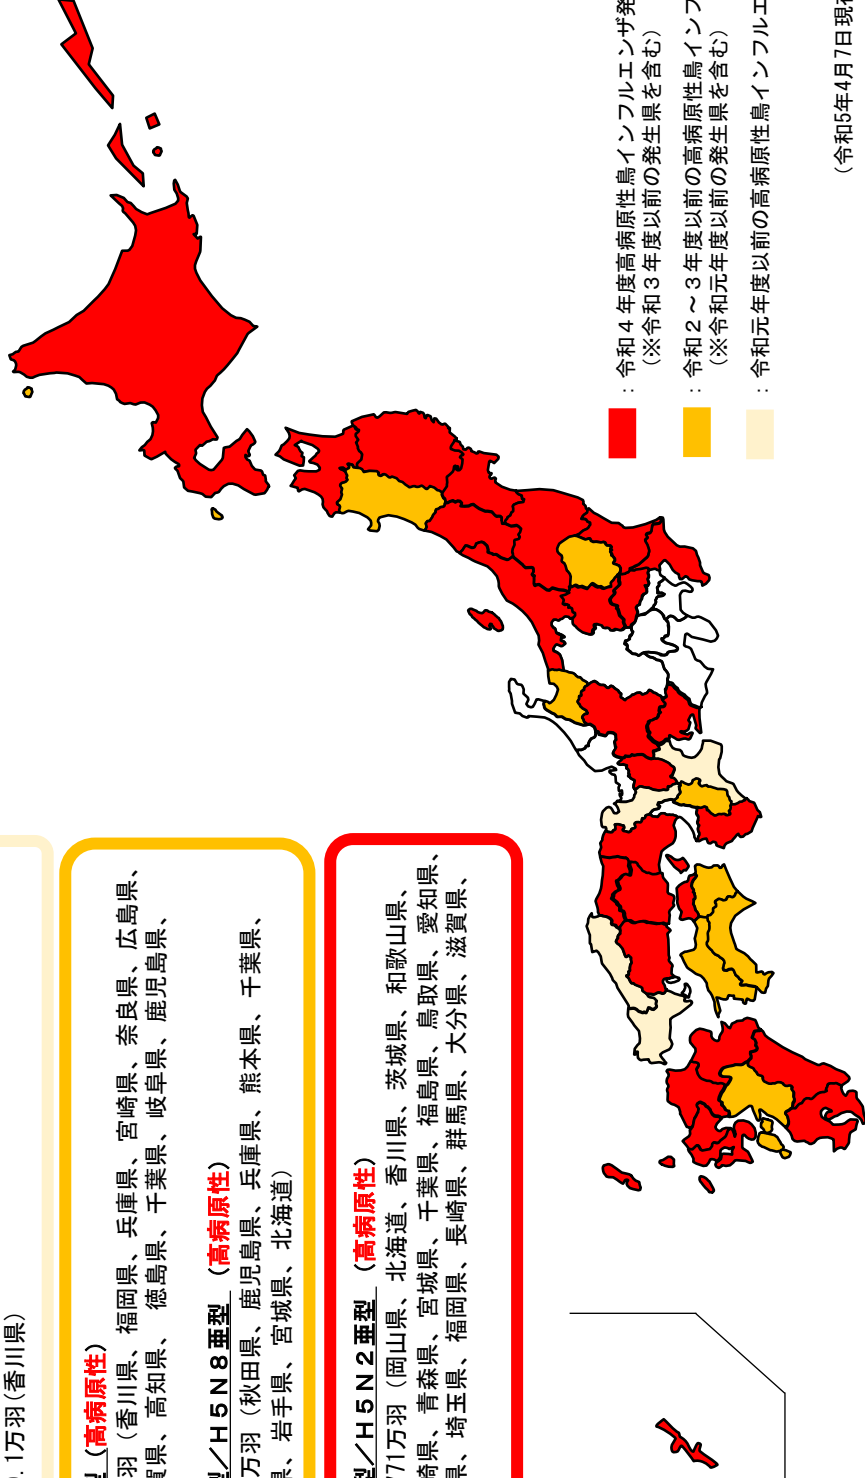 ．1万羽(香川県)
型（高病原性）
羽（香川県、福岡県、兵庫県、宮崎県、奈良県、広島県、
賀県、高知県、徳島県、千葉県、岐阜県、鹿児島県、
型／Ｈ５Ｎ８亜型（高病原性）
万羽（秋田県、鹿児島県、兵庫県、熊本県、千葉県、
県、岩手県、宮城県、北海道）
型／Ｈ５Ｎ２亜型（高病原性）
771万羽（岡山県、北海道、香川県、茨城県、和歌山県、
崎県、青森県、宮城県、千葉県、福島県、鳥取県、愛知県、
県、埼玉県、福岡県、長崎県、群馬県、大分県、滋賀県、
：令和４年度高病原性鳥インフルエンザ発
（※令和３年度以前の発生県を含む）
：令和２～３年度以前の高病原性鳥インフ
（※令和元年度以前の発生県を含む）
：令和元年度以前の高病原性鳥インフルエ
（令和5年4月7日現在